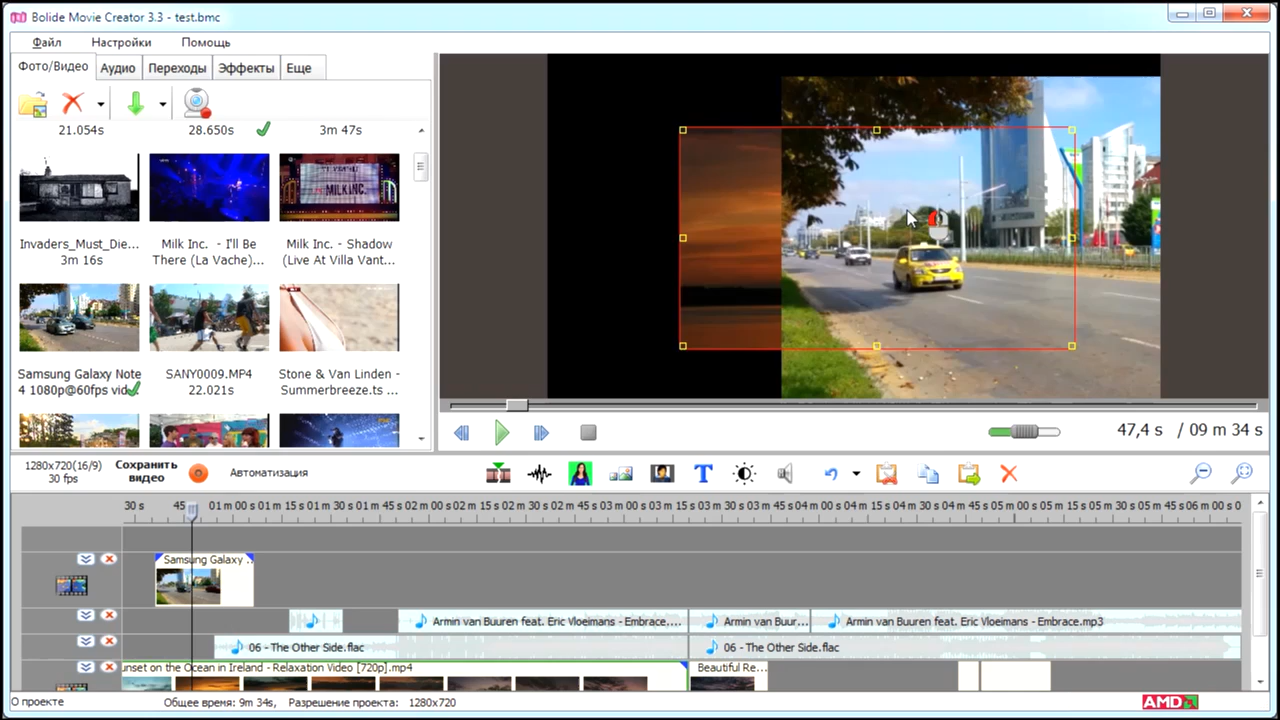 Bolide Movie Creator 3.3 - test.bmc
Файл Настройки Помощь
Фото/Видео Аудио Переходы Эффекты Еще
21.054s 28.650s 3m 47s
MILK INC.
Invaders_Must_Die... Milk Inc. - I'll Be Milk Inc. - Shadow
3m 16s There (La Vache)... (Live At Villa Vant...
Samsung Galaxy Note SANY0009.MP4 Stone & Van Linden -
4 1080p@60fps vid... 22.021s Summerbreeze.ts ...
47,4 s / 09 m 34 s
1280x720(16/9) Сохранить Автоматизация
30 fps видео
T
30 s 45 01 m 00 s 01 m 15 s 01 m 30 s 01 m 45 s 02 m 00 s 02 m 15 s 02 m 30 s 02 m 45 s 03 m 00 s 03 m 15 s 03 m 30 s 03 m 45 s 04 m 00 s 04 m 15 s 04 m 30 s 04 m 45 s 05 m 00 s 05 m 15 s 05 m 30 s 05 m 45 s 06 m 00 s 0
Samsung Galaxy ...
Armin van Buuren feat. Eric Vloeimans - Embrace.... Armin van Buur... Armin van Buuren feat. Eric Vloeimans - Embrace.mp3
06 - The Other Side.flac 06 - The Other Side.flac
unset on the Ocean in Ireland - Relaxation Video [720p].mp4 Beautiful Re...
О проекте Общее время: 9m 34s, Разрешение проекта: 1280x720 AMD